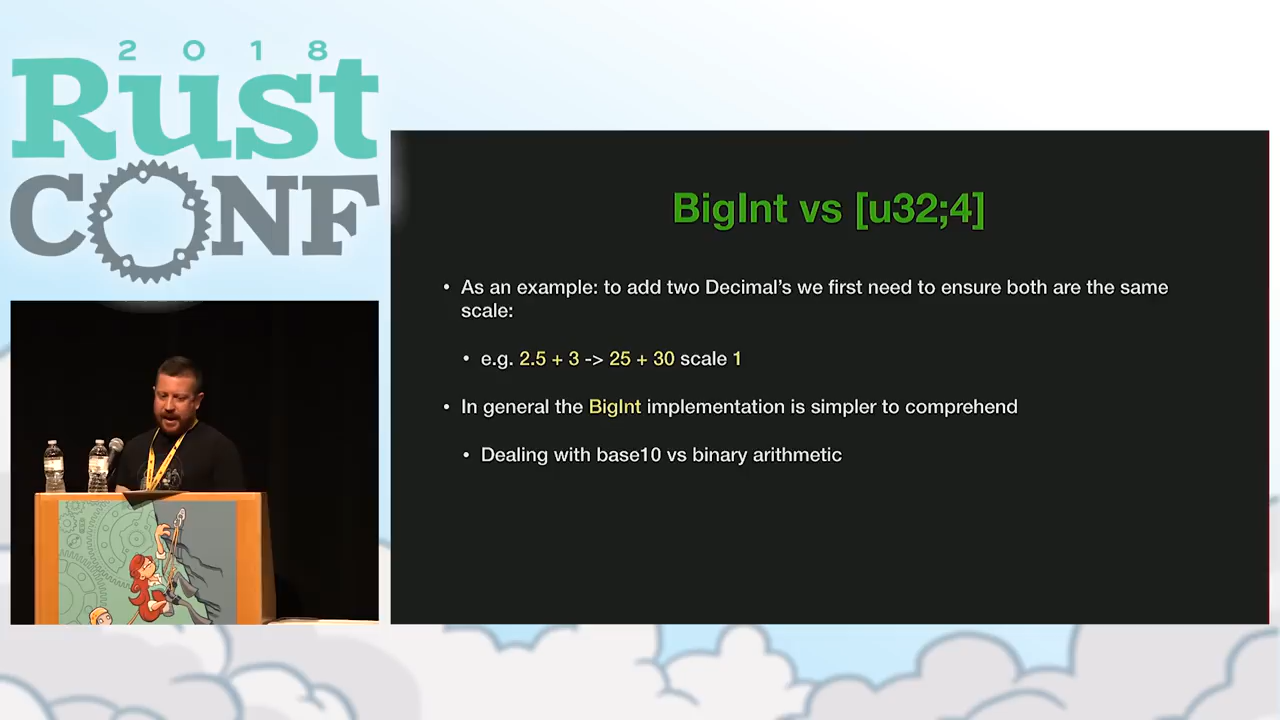 2018
Rust
CONF
BigInt vs [u32;4]
• As an example: to add two Decimal's we first need to ensure both are the same
scale:
• e.g. 2.5 + 3 -> 25 + 30 scale 1
• In general the BigInt implementation is simpler to comprehend
• Dealing with base10 vs binary arithmetic